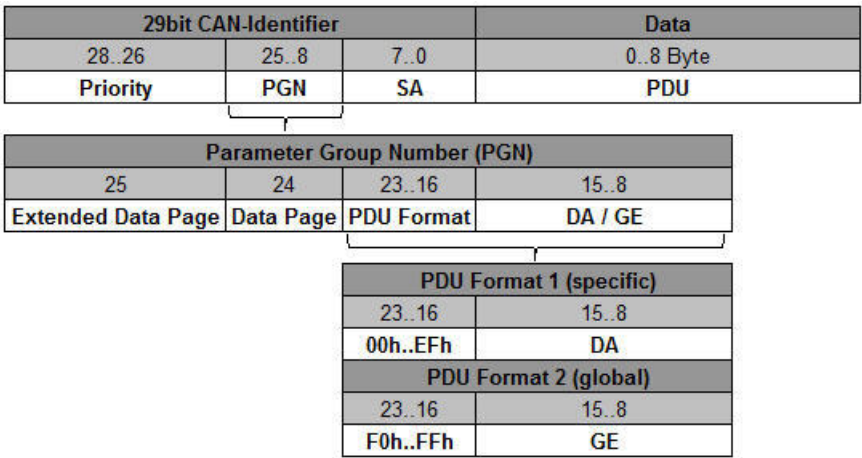 29bit CAN-Identifier Data
28..26 25..8 7..0 0..8 Byte
Priority PGN SA PDU
Parameter Group Number (PGN)
25 24 23..16 15..8
Extended Data Page Data Page PDU Format DA / GE
PDU Format 1 (specific)
23..16 15..8
00h..EFh DA
PDU Format 2 (global)
23..16 15..8
F0h..FFh GE